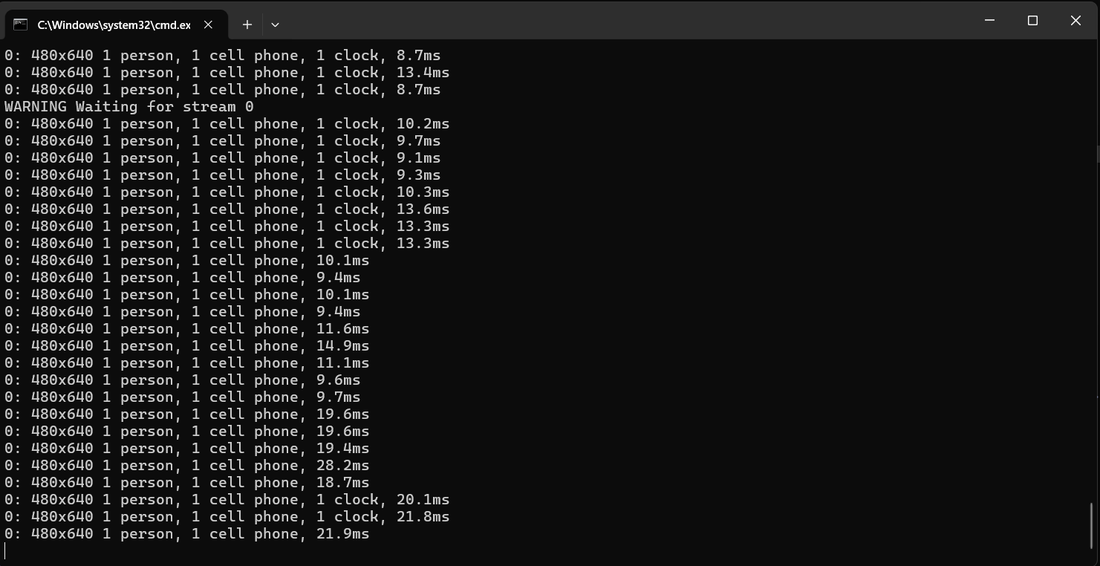 C:\Windows\system32\cmd.ex
0: 480x640 1 person, 1 cell phone, 1 clock, 8.7ms
0: 480x640 1 person, 1 cell phone, 1 clock, 13.4ms
0: 480x640 1 person, 1 cell phone, 1 clock, 8.7ms
WARNING Waiting for stream 0
0: 480x640 1 person, 1 cell phone, 1 clock, 10.2ms
0: 480x640 1 person, 1 cell phone, 1 clock, 9.7ms
0: 480x640 1 person, 1 cell phone, 1 clock, 9.1ms
0: 480x640 1 person, 1 cell phone, 1 clock, 9.3ms
0: 480x640 1 person, 1 cell phone, 1 clock, 10.3ms
0: 480x640 1 person, 1 cell phone, 1 clock, 13.6ms
0: 480x640 1 person, 1 cell phone, 1 clock, 13.3ms
0: 480x640 1 person, 1 cell phone, 1 clock, 13.3ms
0: 480x640 1 person, 1 cell phone, 10.1ms
0: 480x640 1 person, 1 cell phone, 9.4ms
0: 480x640 1 person, 1 cell phone, 10.1ms
0: 480x640 1 person, 1 cell phone, 9.4ms
0: 480x640 1 person, 1 cell phone, 11.6ms
0: 480x640 1 person, 1 cell phone, 14.9ms
0: 480x640 1 person, 1 cell phone, 11.1ms
0: 480x640 1 person, 1 cell phone, 9.6ms
0: 480x640 1 person, 1 cell phone, 9.7ms
0: 480x640 1 person, 1 cell phone, 19.6ms
0: 480x640 1 person, 1 cell phone, 19.6ms
0: 480x640 1 person, 1 cell phone, 19.4ms
0: 480x640 1 person, 1 cell phone, 28.2ms
0: 480x640 1 person, 1 cell phone, 18.7ms
0: 480x640 1 person, 1 cell phone, 1 clock, 20.1ms
0: 480x640 1 person, 1 cell phone, 1 clock, 21.8ms
0: 480x640 1 person, 1 cell phone, 21.9ms